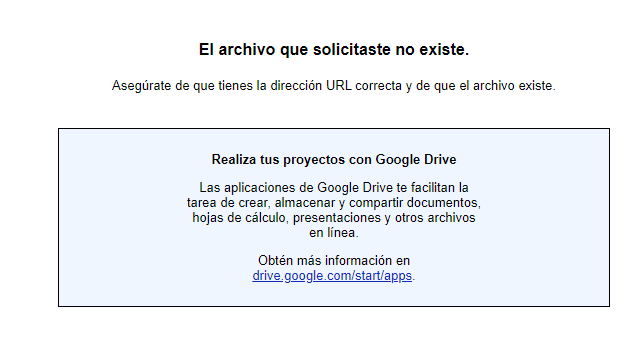 El archivo que solicitaste no existe.
Asegúrate de que tienes la dirección URL correcta y de que el archivo existe.
Realiza tus proyectos con Google Drive
Las aplicaciones de Google Drive te facilitan la
tarea de crear, almacenar y compartir documentos,
hojas de cálculo, presentaciones y otros archivos
en línea.
Obtén más información en
drive.google.com/start/apps.